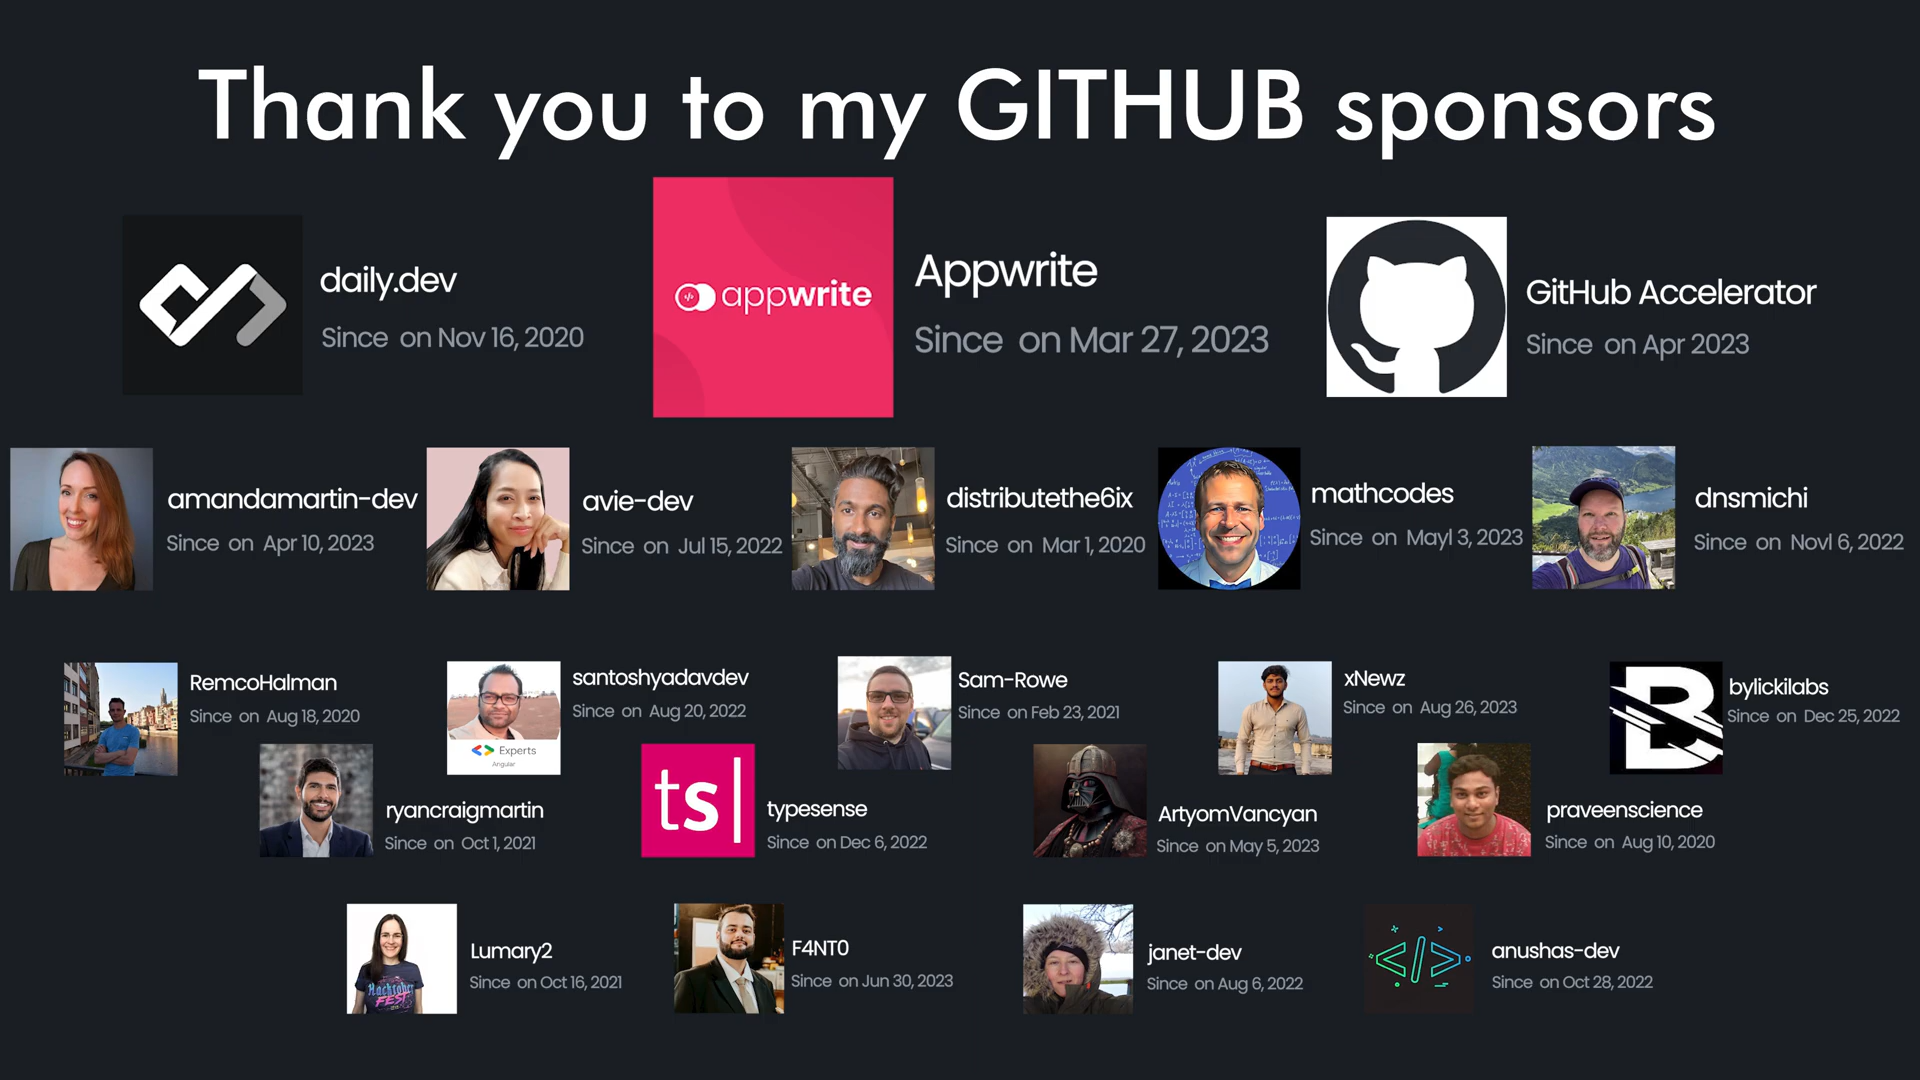 Thank you to my GITHUB sponsors
daily.dev
Since on Nov 16, 2020
appwrite
Appwrite
Since on Mar 27, 2023
GitHub Accelerator
Since on Apr 2023
amandamartin-dev
Since on Apr 10, 2023
avie-dev
Since on Jul 15, 2022
distributethe6ix
Since on Mar 1, 2020
mathcodes
Since on Mayl 3, 2023
dnsmichi
Since on Novl 6, 2022
RemcoHalman
Since on Aug 18, 2020
Experts
Angular
santoshyadavdev
Since on Aug 20, 2022
Sam-Rowe
Since on Feb 23, 2021
xNewz
Since on Aug 26, 2023
B
bylickilabs
Since on Dec 25, 2022
ryancraigmartin
Since on Oct 1, 2021
ts|
typesense
Since on Dec 6, 2022
ArtyomVancyan
Since on May 5, 2023
praveenscience
Since on Aug 10, 2020
Hacktober
FEST
Lumary2
Since on Oct 16, 2021
F4NT0
Since on Jun 30, 2023
janet-dev
Since on Aug 6, 2022
</>
anushas-dev
Since on Oct 28, 2022